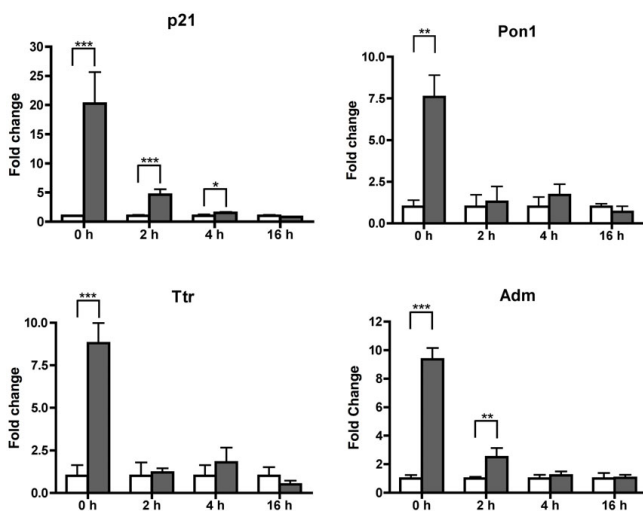 p21
Fold change
30
25
20
15
10
5
0
***
***
*
0 h 2 h 4 h 16 h
Pon1
Fold change
10.0
7.5
5.0
2.5
0.0
**
0 h 2 h 4 h 16 h
Ttr
Fold change
10.0
7.5
5.0
2.5
0.0
***
0 h 2 h 4 h 16 h
Adm
Fold Change
12
10
8
6
4
2
0
***
**
0 h 2 h 4 h 16 h